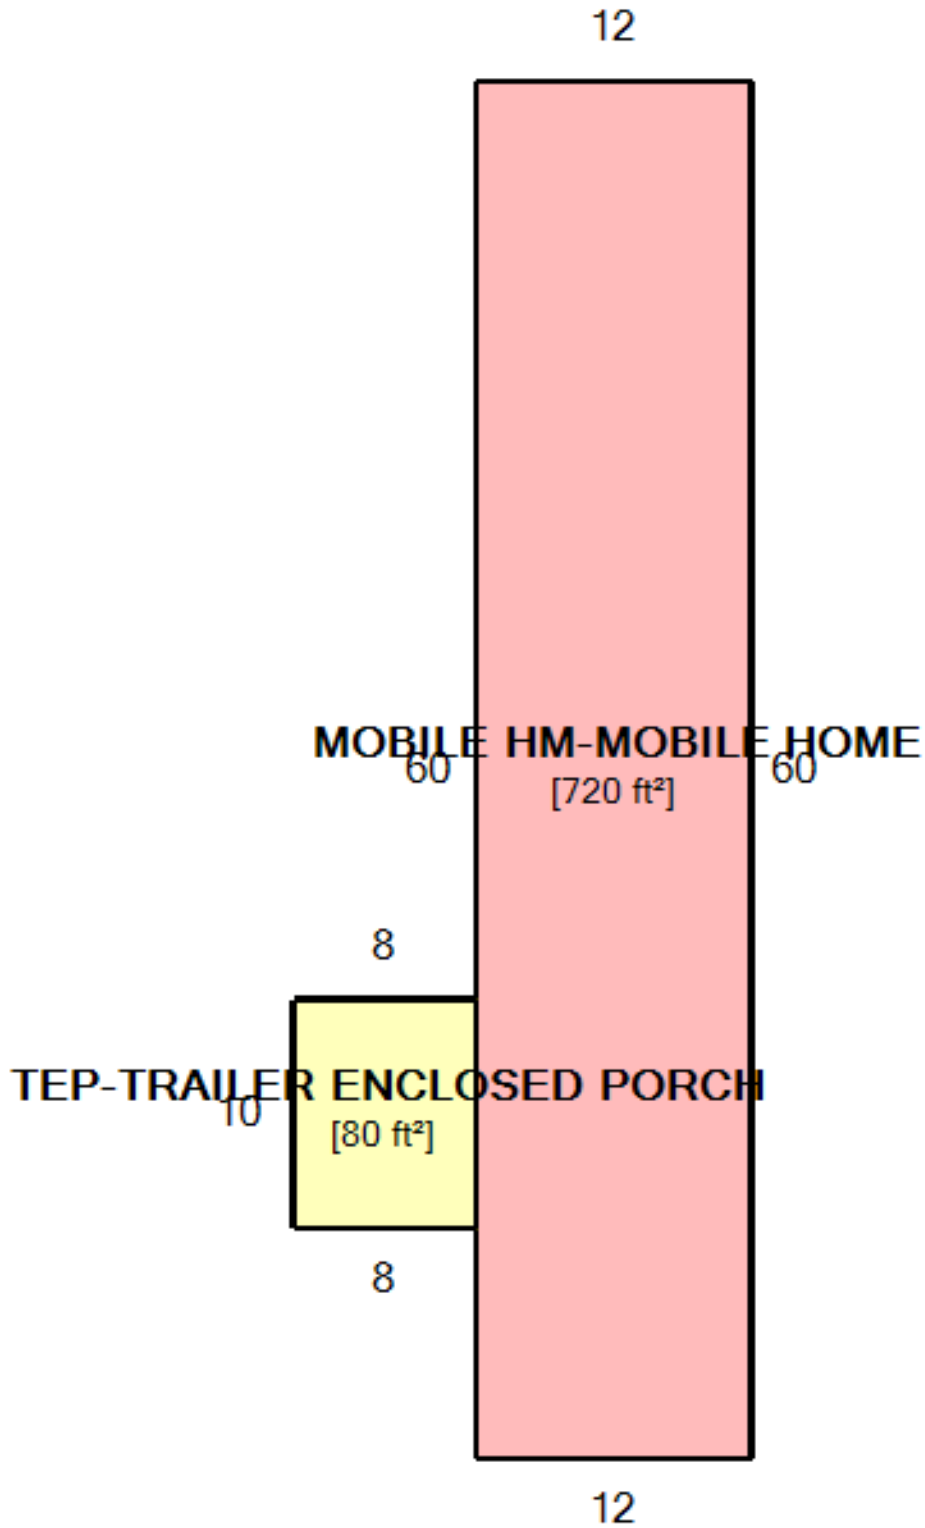 12
MOBILE HM-MOBILE HOME
60
60
[720 ft²]
8
TEP-TRAILER ENCLOSED PORCH
10
[80 ft²]
8
12